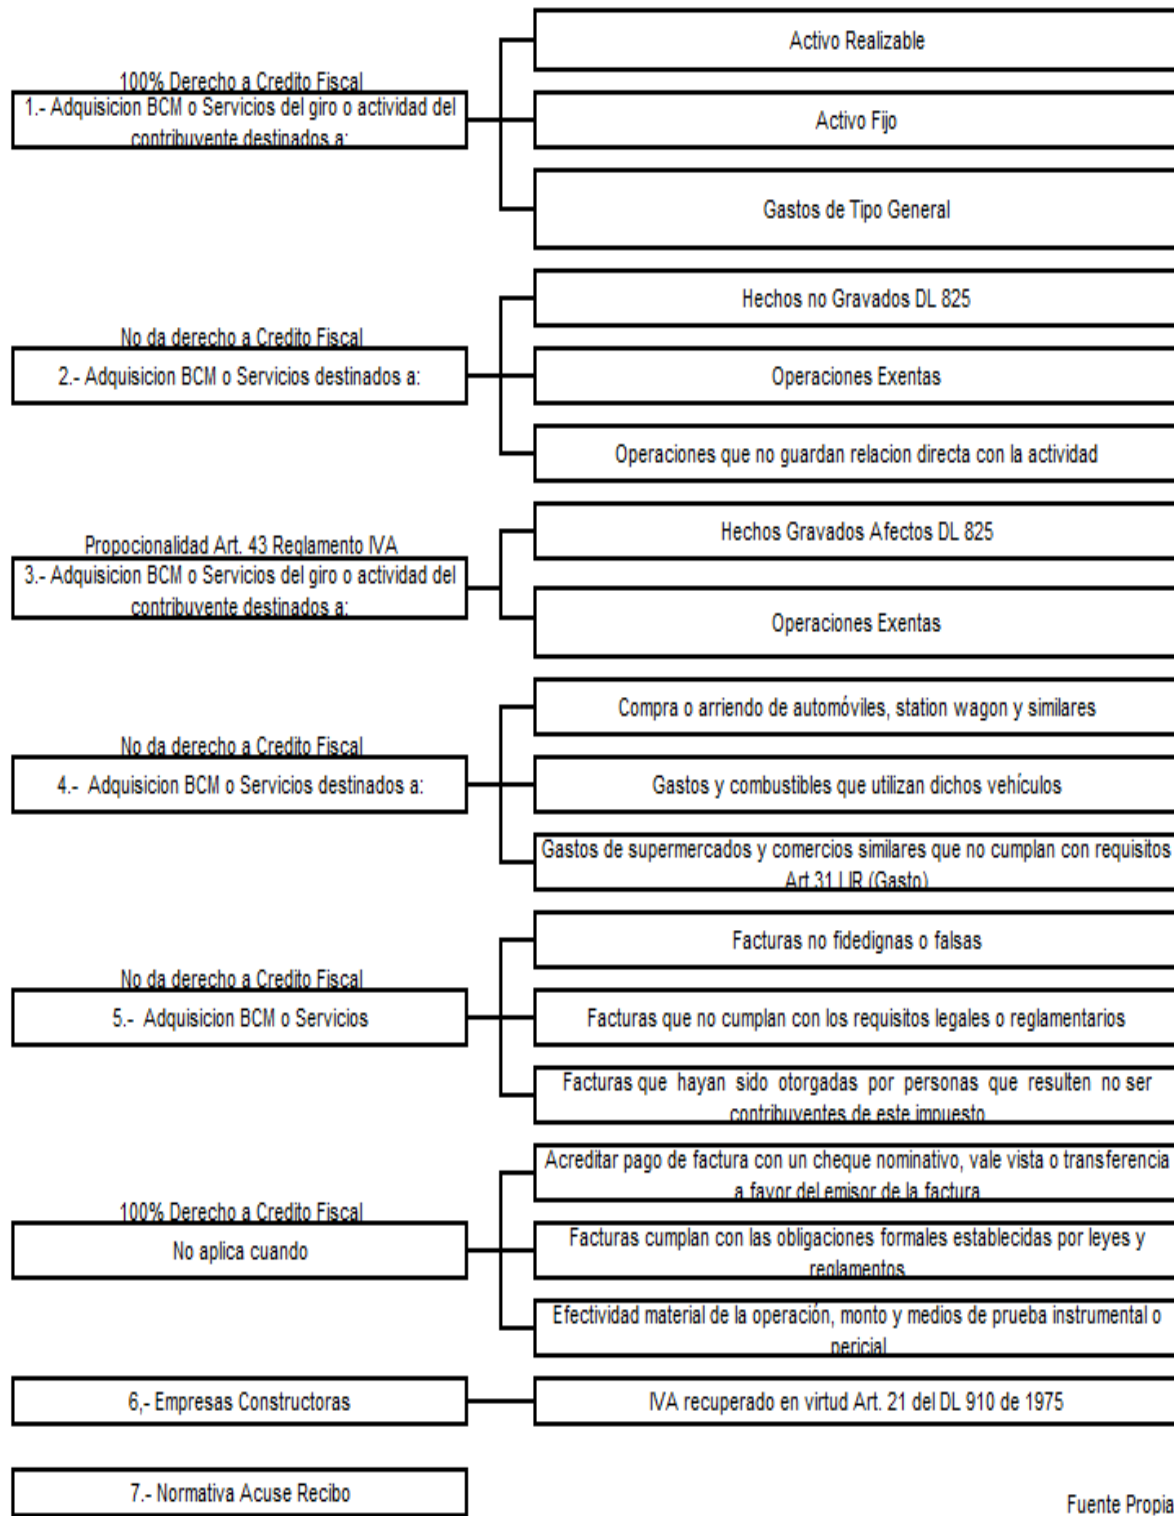 100% Derecho a Credito Fiscal
1.- Adquisicion BCM o Servicios del giro o actividad del
contribuyente destinados a:
Activo Realizable
Activo Fijo
Gastos de Tipo General
No da derecho a Credito Fiscal
2.- Adquisicion BCM o Servicios destinados a:
Hechos no Gravados DL 825
Operaciones Exentas
Operaciones que no guardan relacion directa con la actividad
Propocionalidad Art. 43 Reglamento IVA
3.- Adquisicion BCM o Servicios del giro o actividad del
contribuyente destinados a:
Hechos Gravados Afectos DL 825
Operaciones Exentas
No da derecho a Credito Fiscal
4.- Adquisicion BCM o Servicios destinados a:
Compra o arriendo de automóviles, station wagon y similares
Gastos y combustibles que utilizan dichos vehículos
Gastos de supermercados y comercios similares que no cumplan con requisitos
Art 31 LIR (Gasto)
No da derecho a Credito Fiscal
5.- Adquisicion BCM o Servicios
Facturas no fidedignas o falsas
Facturas que no cumplan con los requisitos legales o reglamentarios
Facturas que hayan sido otorgadas por personas que resulten no ser
contribuyentes de este impuesto
100% Derecho a Credito Fiscal
No aplica cuando
Acreditar pago de factura con un cheque nominativo, vale vista o transferencia
a favor del emisor de la factura
Facturas cumplan con las obligaciones formales establecidas por leyes y
reglamentos
Efectividad material de la operación, monto y medios de prueba instrumental o
pericial
6,- Empresas Constructoras
IVA recuperado en virtud Art. 21 del DL 910 de 1975
7.- Normativa Acuse Recibo
Fuente Propia